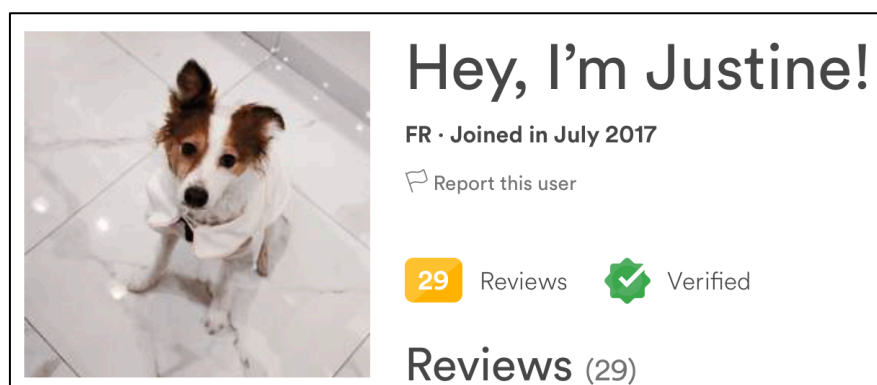 Hey, I'm Justine!
FR · Joined in July 2017
Report this user
29 Reviews Verified
Reviews (29)